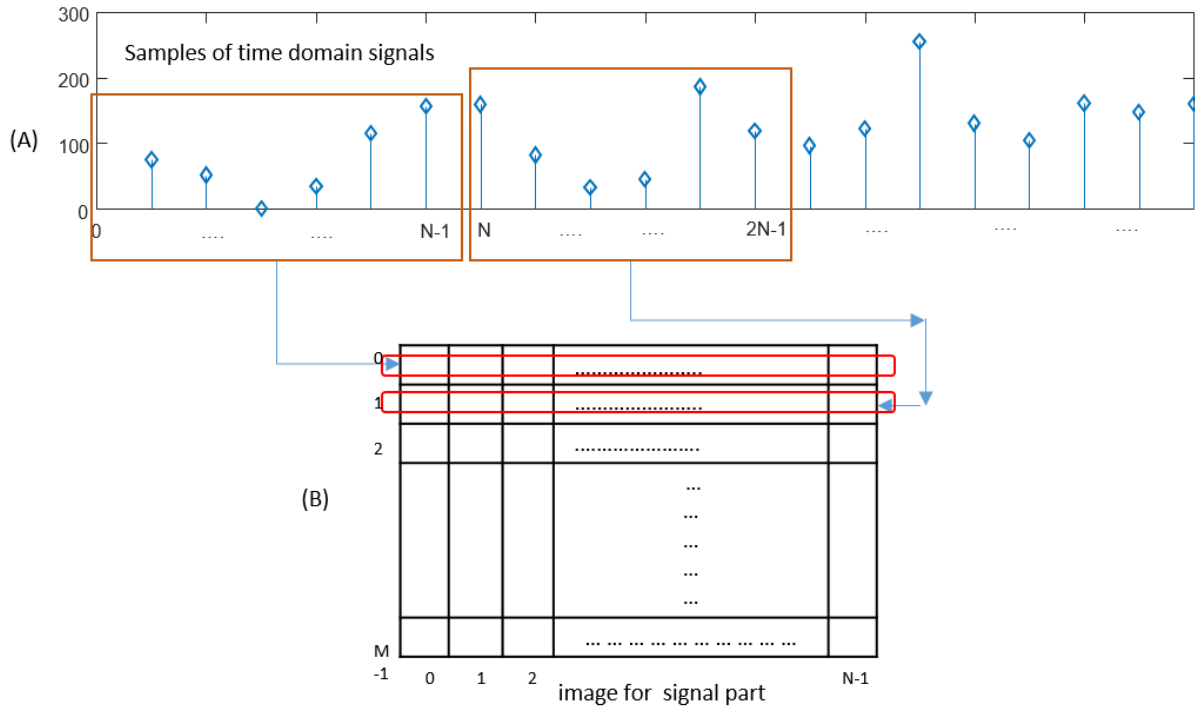 300
Samples of time domain signals
200
(A)
100
0
0 .... .... N-1 N .... .... 2N-1 .... .... ....
0 .......................
1 .......................
2 ......................
(B)
...
...
...
...
...
M
-1
... ... ... ... ... ... ... ... ... ...
0 1 2 N-1
image for signal part